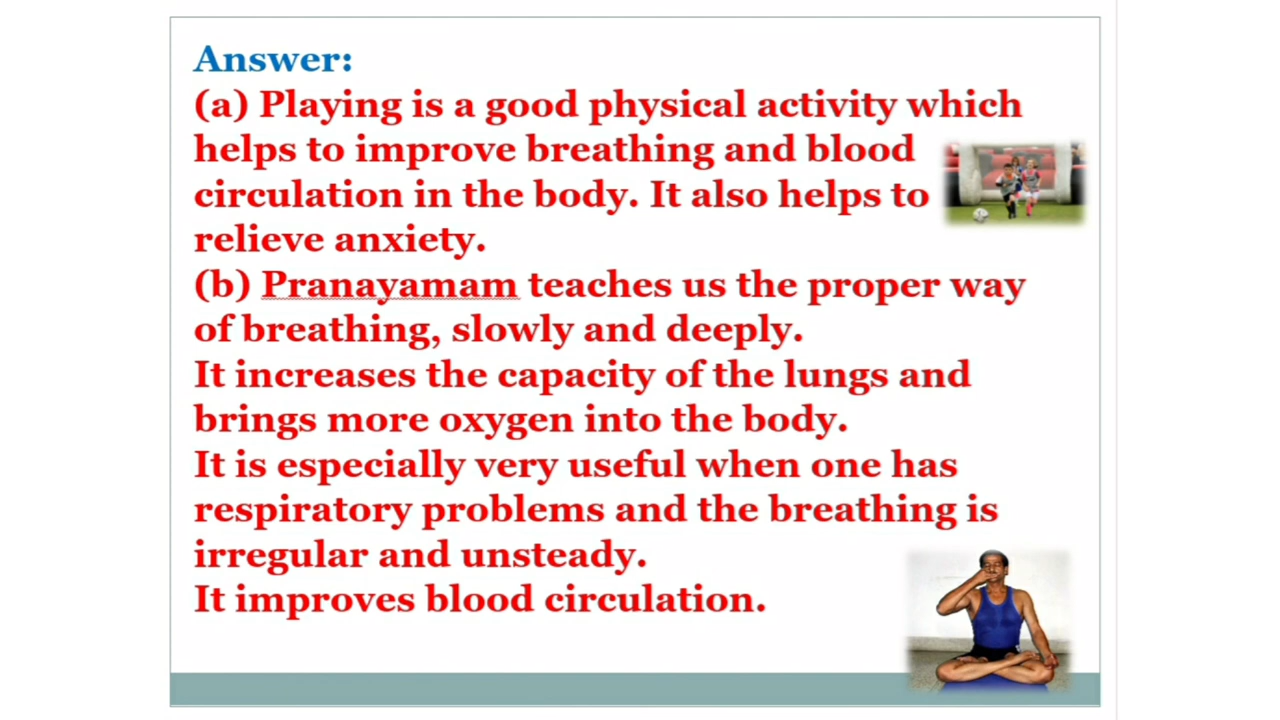 Answer:
(a) Playing is a good physical activity which
helps to improve breathing and blood
circulation in the body. It also helps to
relieve anxiety.
(b) Pranayamam teaches us the proper way
of breathing, slowly and deeply.
It increases the capacity of the lungs and
brings more oxygen into the body.
It is especially very useful when one has
respiratory problems and the breathing is
irregular and unsteady.
It improves blood circulation.